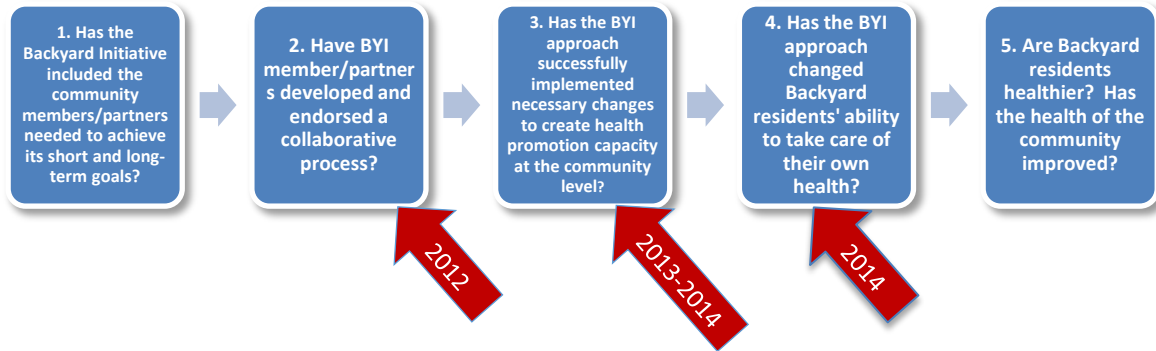 1. Has the
Backyard Initiative
included the
community
members/partners
needed to achieve
its short and long-
term goals?
2. Have BYI
member/partner
s developed and
endorsed a
collaborative
process?
3. Has the BYI
approach
successfully
implemented
necessary changes
to create health
promotion capacity
at the community
level?
4. Has the BYI
approach
changed
Backyard
residents' ability
to take care of
their own
health?
5. Are Backyard
residents
healthier?  Has
the health of the
community
improved?
2012
2013-2014
2014